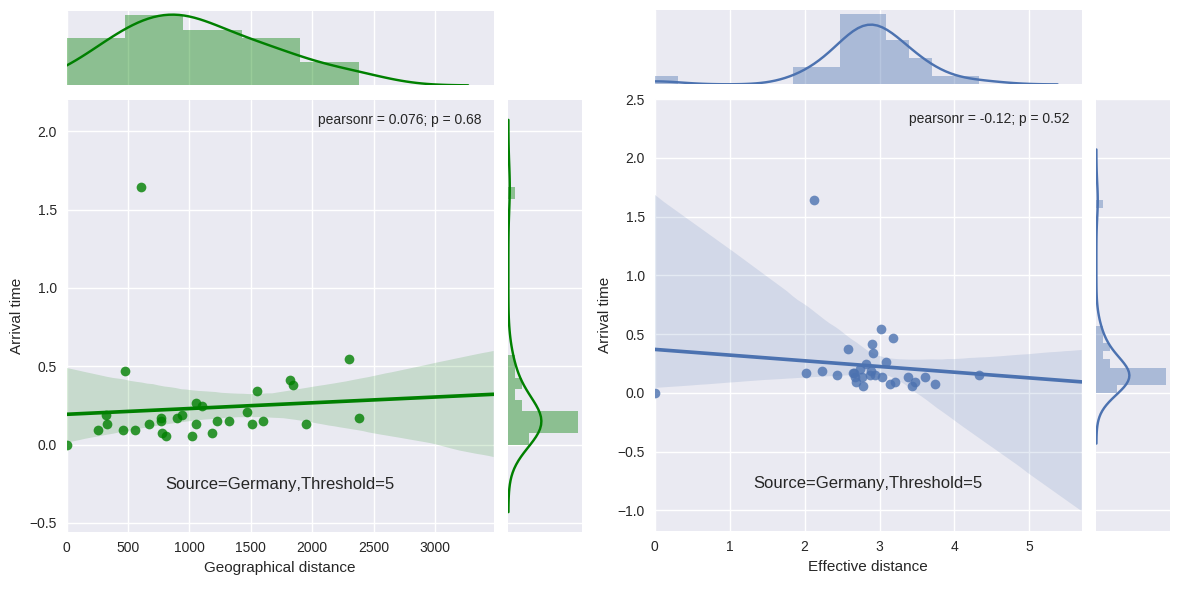 pearsonr = 0.076; p = 0.68
2.0
1.5
1.0
0.5
0.0
−0.5
Arrival time
Source=Germany,Threshold=5
0 500 1000 1500 2000 2500 3000
Geographical distance
pearsonr = -0.12; p = 0.52
2.5
2.0
1.5
1.0
0.5
0.0
−0.5
−1.0
Arrival time
Source=Germany,Threshold=5
0 1 2 3 4 5
Effective distance